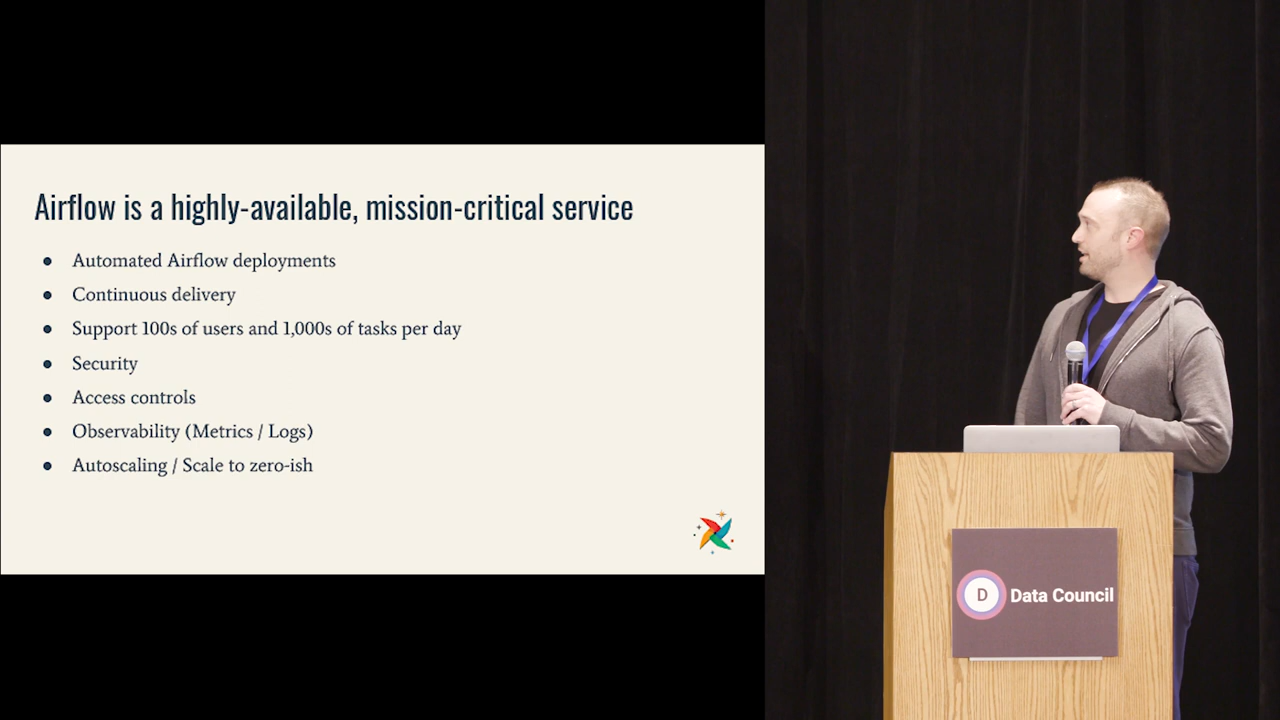 Airflow is a highly-available, mission-critical service
● Automated Airflow deployments
● Continuous delivery
● Support 100s of users and 1,000s of tasks per day
● Security
● Access controls
● Observability (Metrics / Logs)
● Autoscaling / Scale to zero-ish
D Data Council